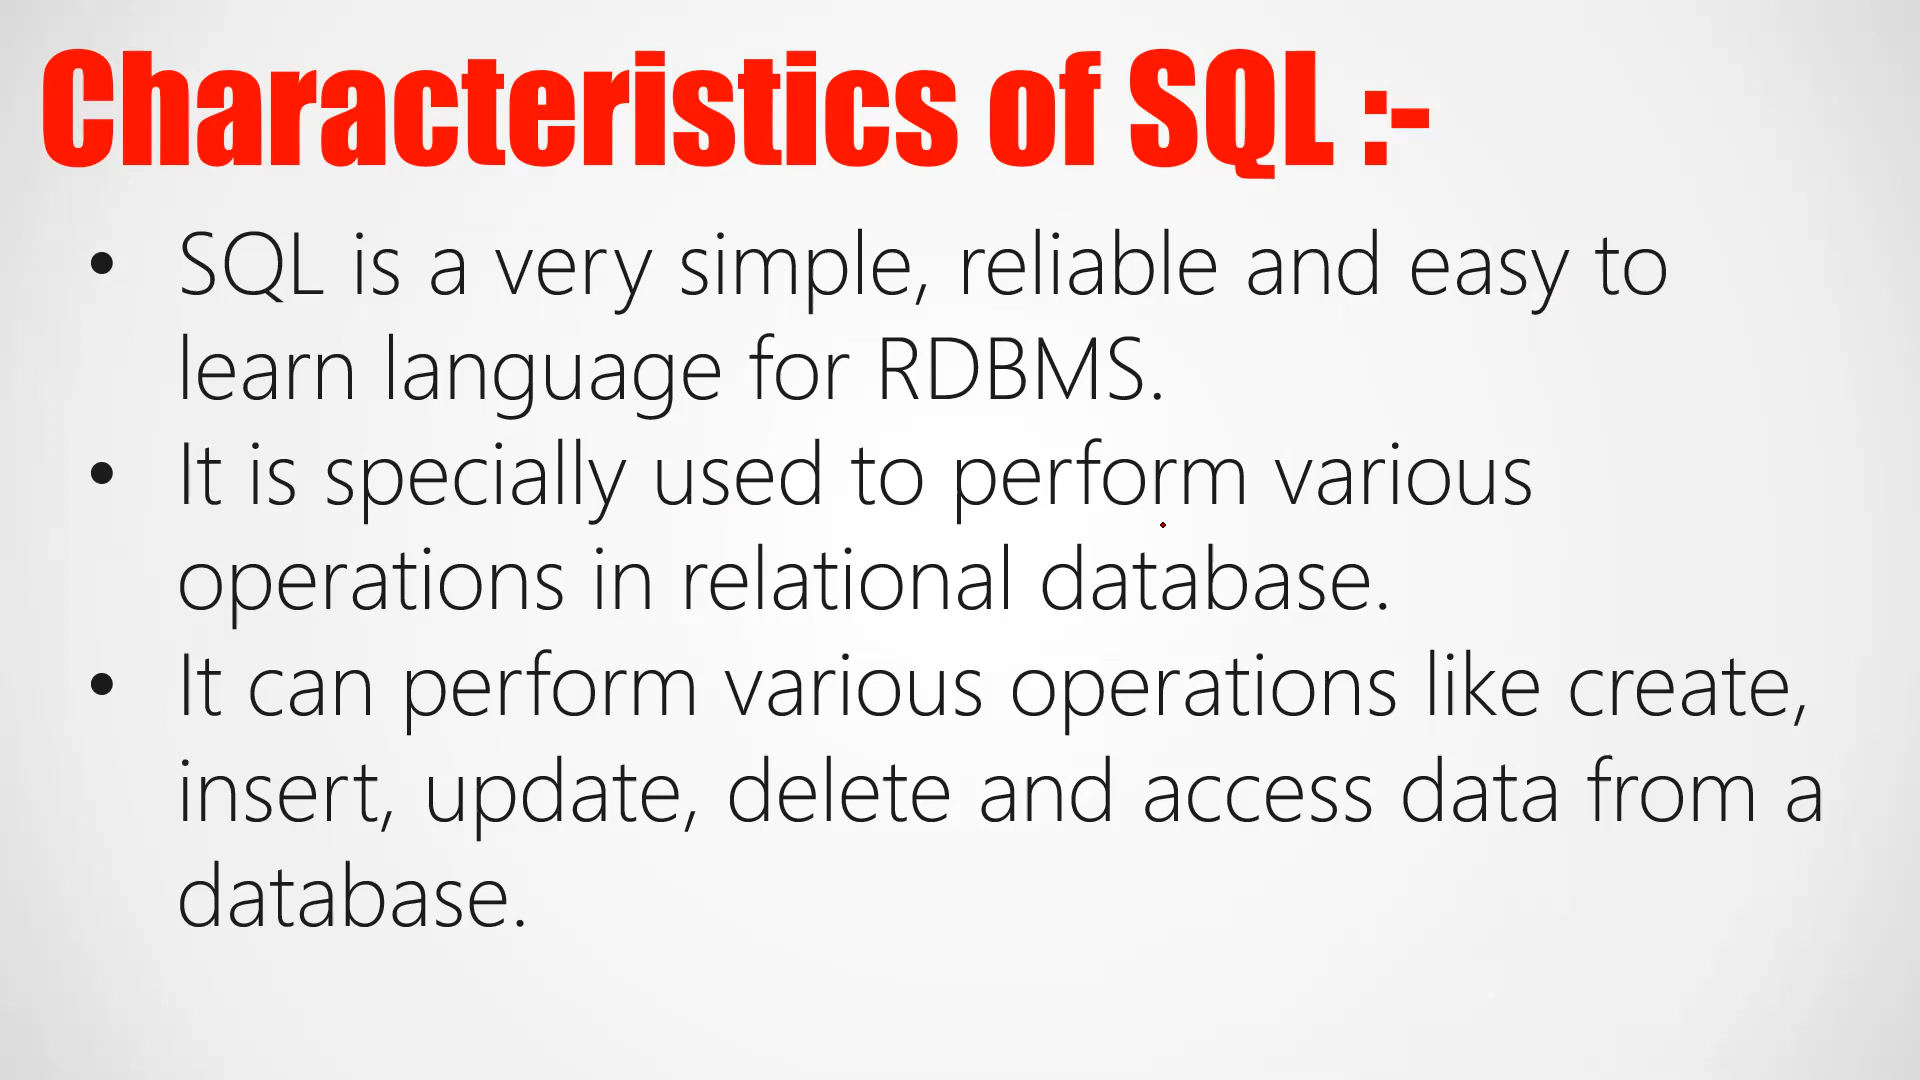 Characteristics of SQL :-
• SQL is a very simple, reliable and easy to
learn language for RDBMS.
• It is specially used to perform various
operations in relational database.
• It can perform various operations like create,
insert, update, delete and access data from a
database.